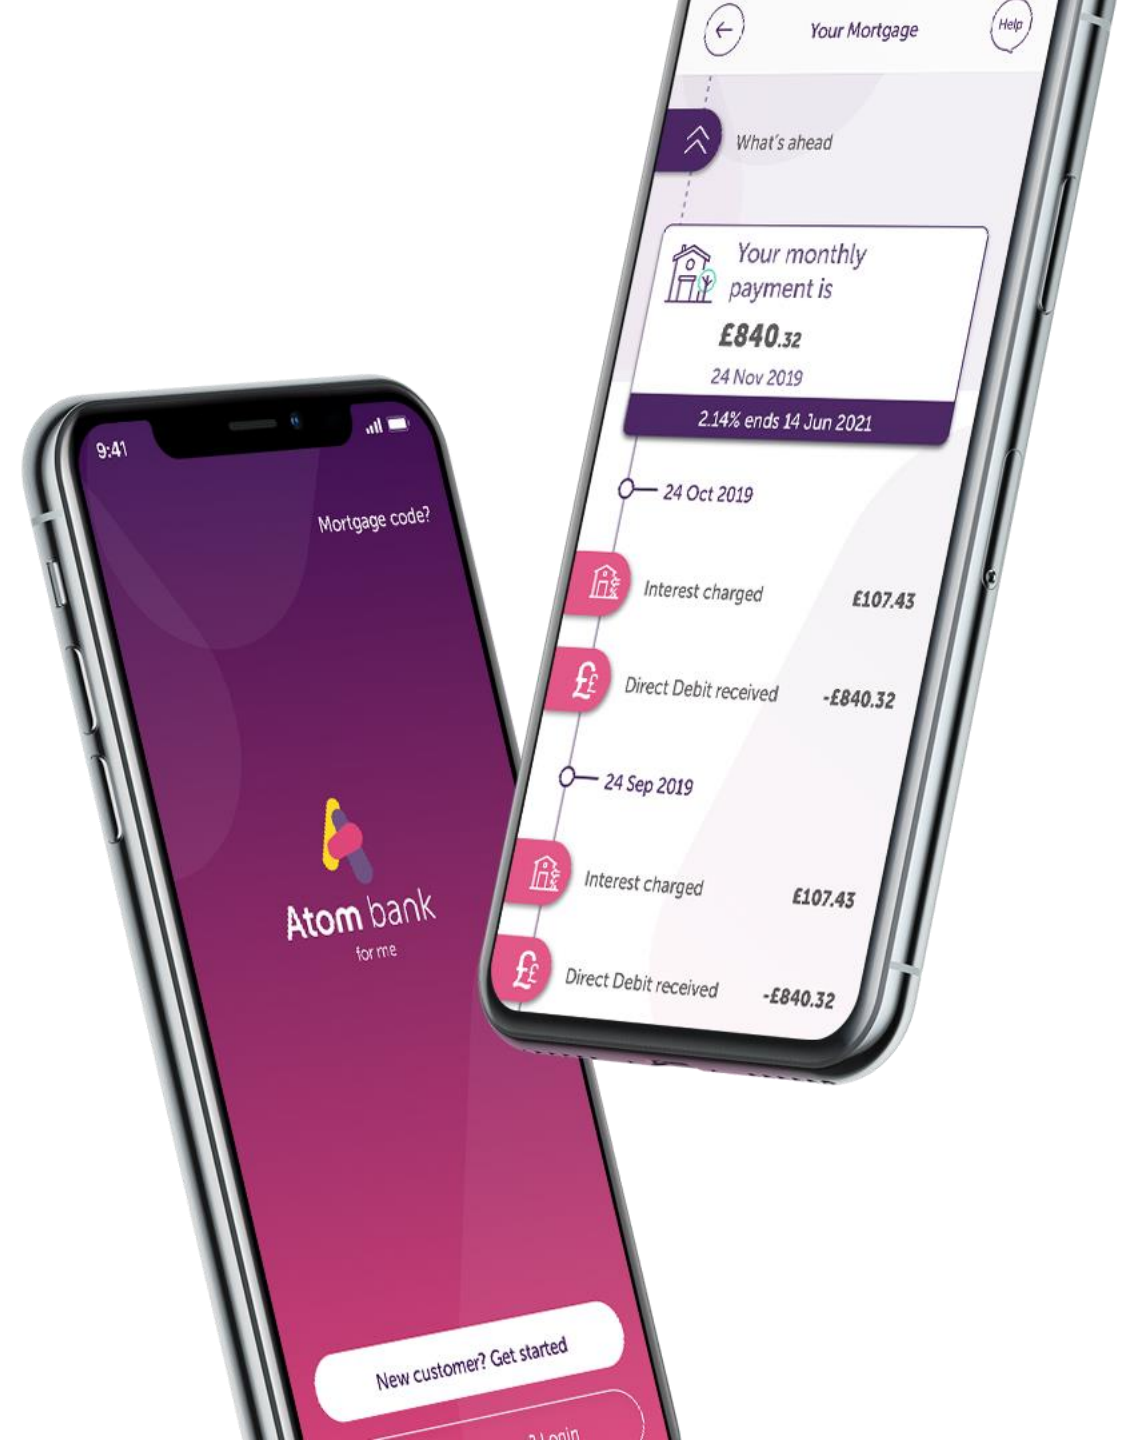 Your Mortgage
Help
What's ahead
Your monthly
payment is
£840.32
24 Nov 2019
2.14% ends 14 Jun 2021
24 Oct 2019
Interest charged £107.43
Direct Debit received -£840.32
24 Sep 2019
Interest charged £107.43
Direct Debit received -£840.32
9:41
Mortgage code?
Atom bank
for me
New customer? Get started
? Login